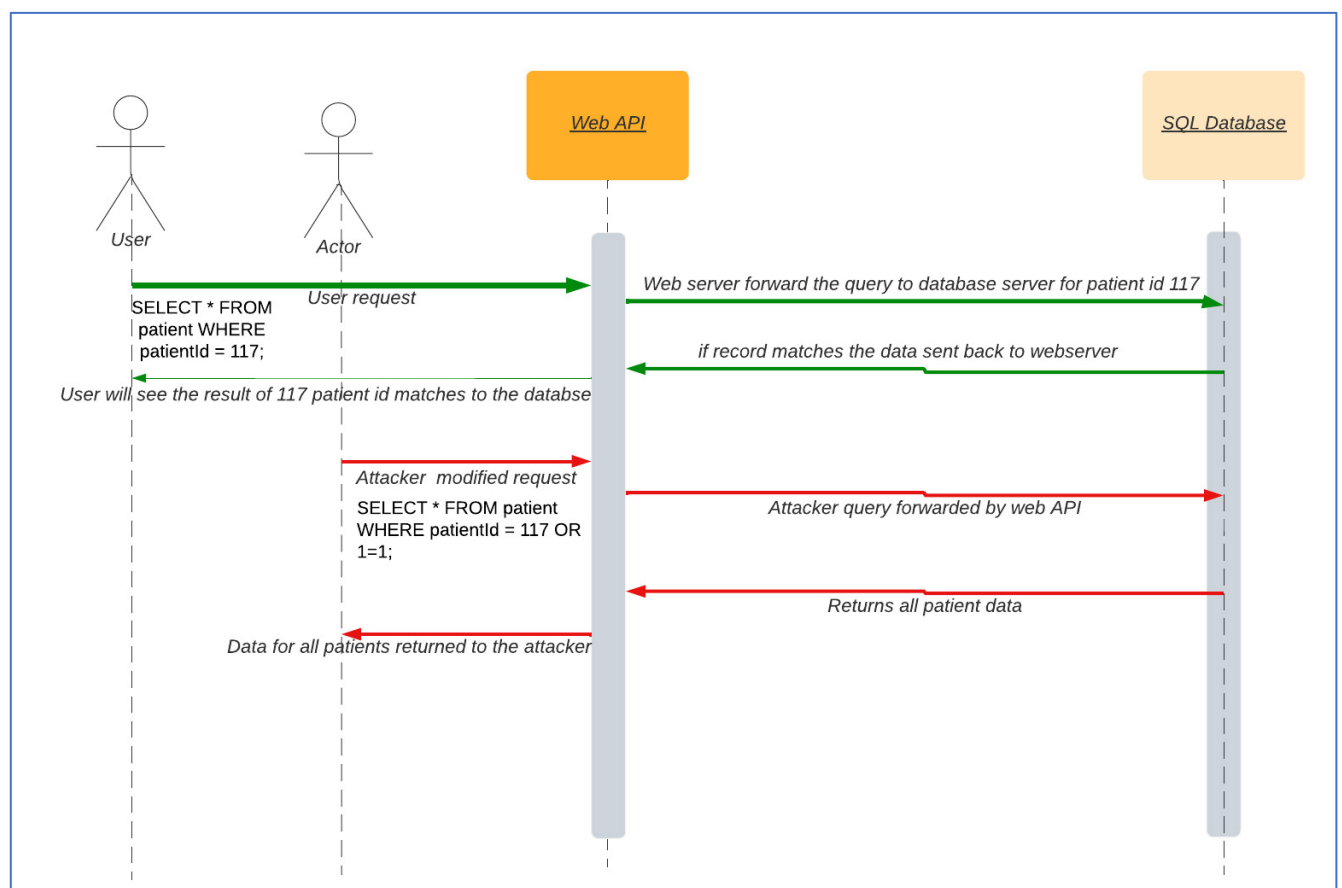 Web API
SQL Database
User
Actor
User request
SELECT * FROM
patient WHERE
patientId = 117;
Web server forward the query to database server for patient id 117
if record matches the data sent back to webserver
User will see the result of 117 patient id matches to the databse
Attacker modified request
SELECT * FROM patient
WHERE patientId = 117 OR
1=1;
Attacker query forwarded by web API
Returns all patient data
Data for all patients returned to the attacker